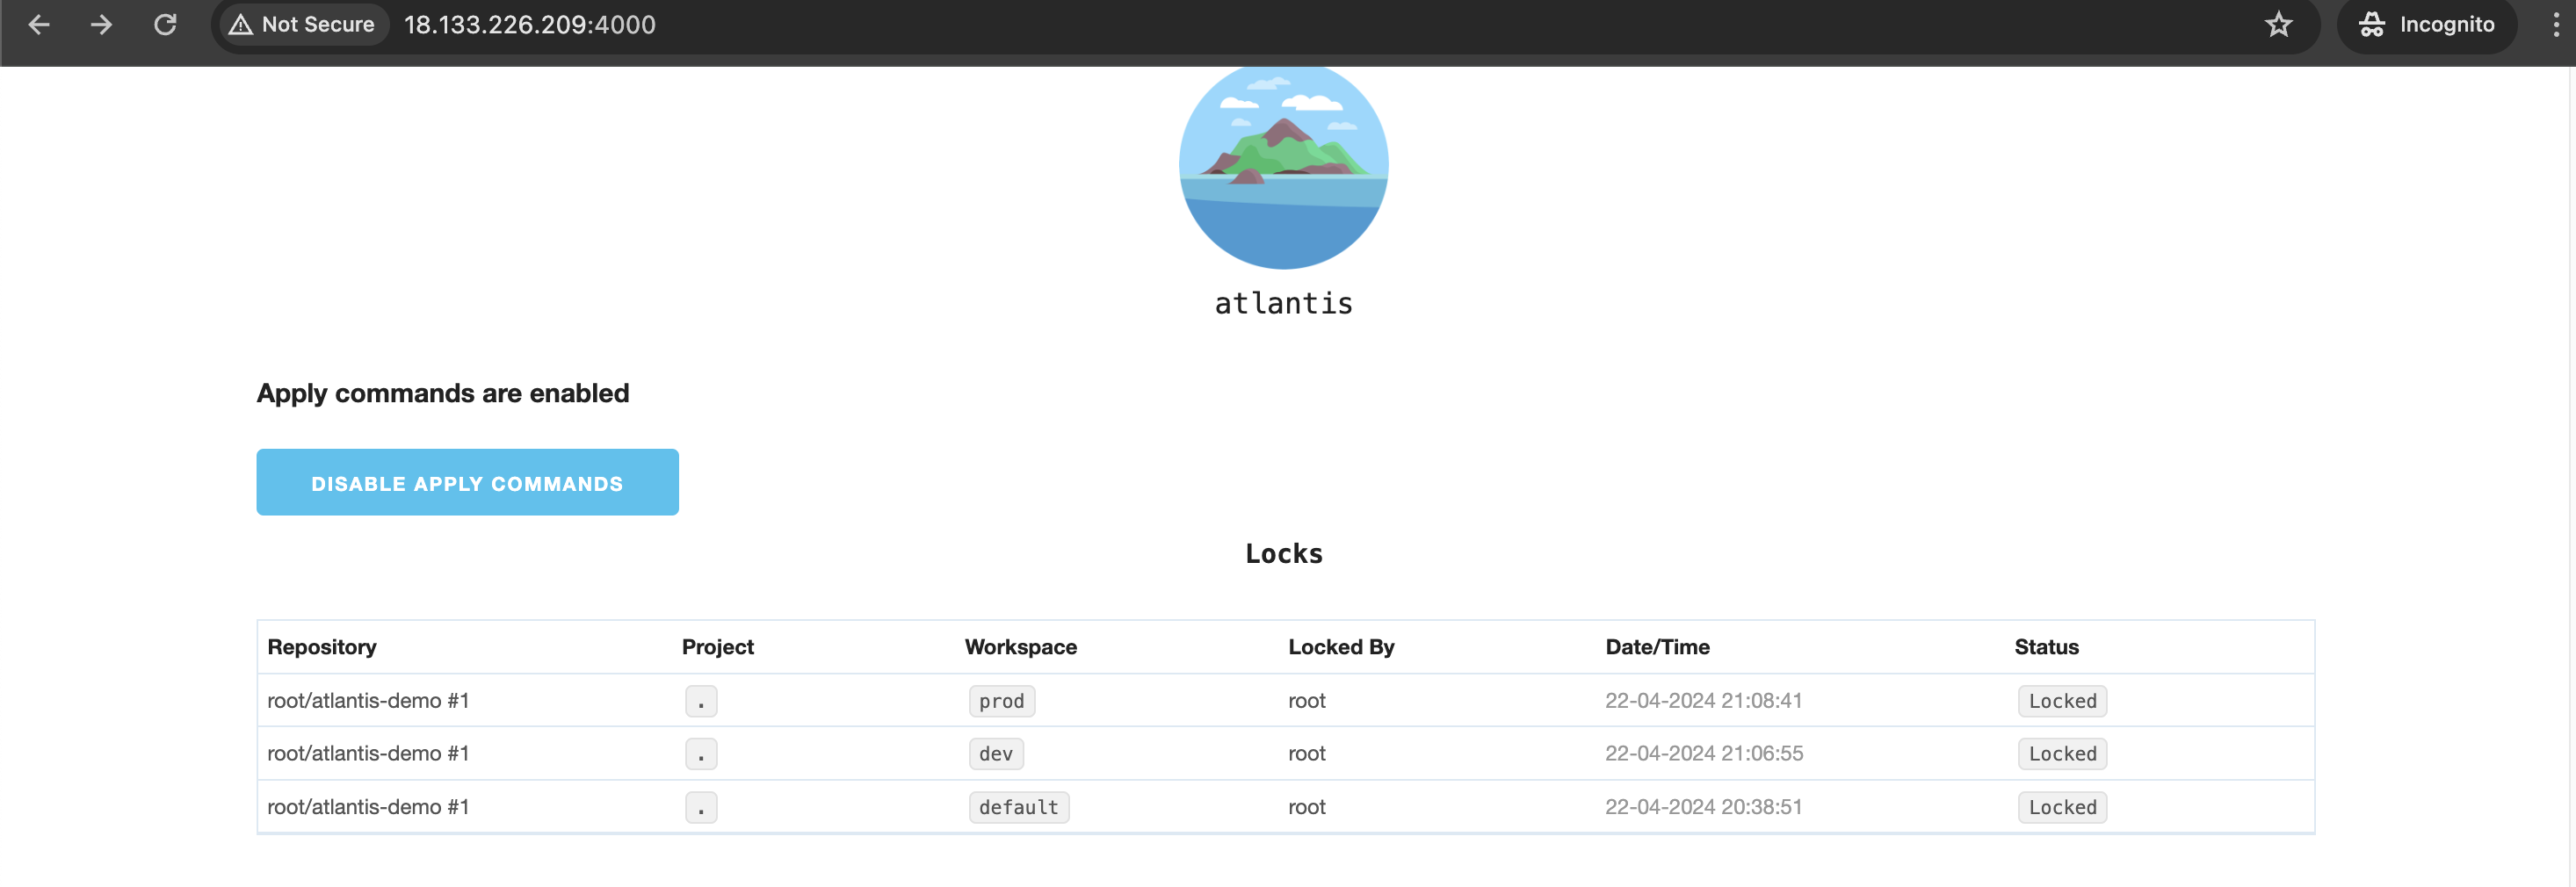 Not Secure 18.133.226.209:4000 Incognito
atlantis
Apply commands are enabled
DISABLE APPLY COMMANDS
Locks
Repository Project Workspace Locked By Date/Time Status
root/atlantis-demo #1 . prod root 22-04-2024 21:08:41 Locked
root/atlantis-demo #1 . dev root 22-04-2024 21:06:55 Locked
root/atlantis-demo #1 . default root 22-04-2024 20:38:51 Locked